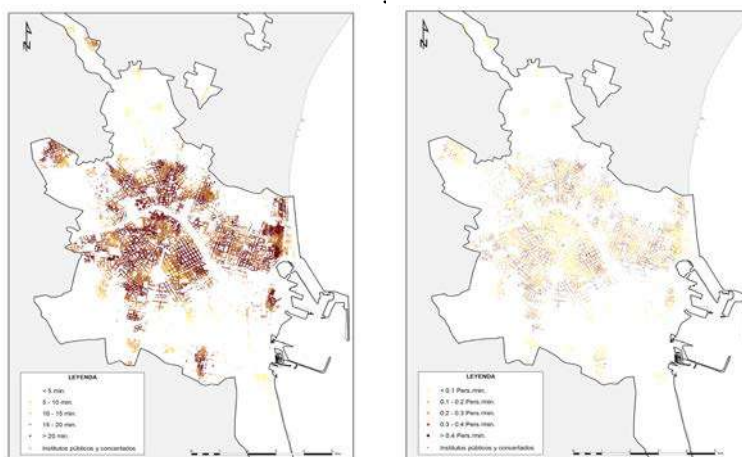 LEYENDA
< 5 min.
5 - 10 min.
10 - 15 min.
15 - 20 min.
> 20 min.
Institutos públicos y concertados
LEYENDA
< 0.1 Pers./min.
0.1 - 0.2 Pers./min.
0.2 - 0.3 Pers./min.
0.3 - 0.4 Pers./min.
> 0.4 Pers./min.
Institutos públicos y concertados